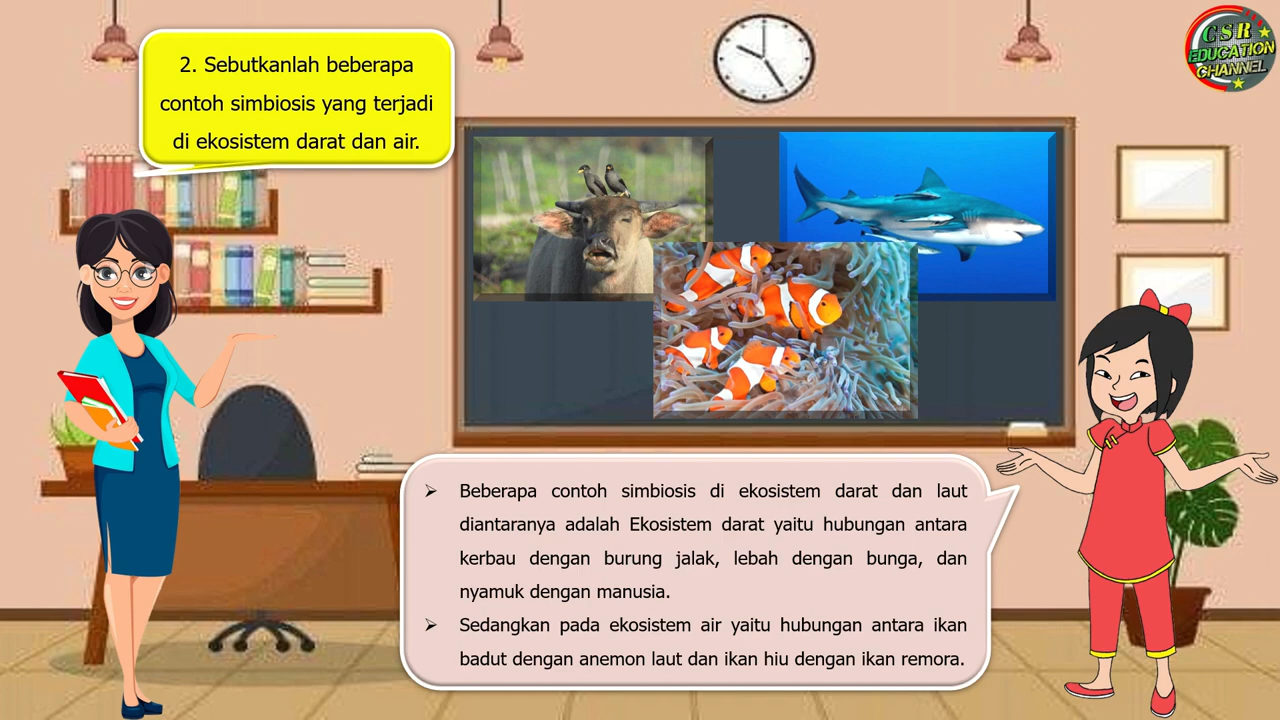 2. Sebutkanlah beberapa
contoh simbiosis yang terjadi
di ekosistem darat dan air.
CSR
EDUCATION
CHANNEL
➢ Beberapa contoh simbiosis di ekosistem darat dan laut
diantaranya adalah Ekosistem darat yaitu hubungan antara
kerbau dengan burung jalak, lebah dengan bunga, dan
nyamuk dengan manusia.
➢ Sedangkan pada ekosistem air yaitu hubungan antara ikan
badut dengan anemon laut dan ikan hiu dengan ikan remora.